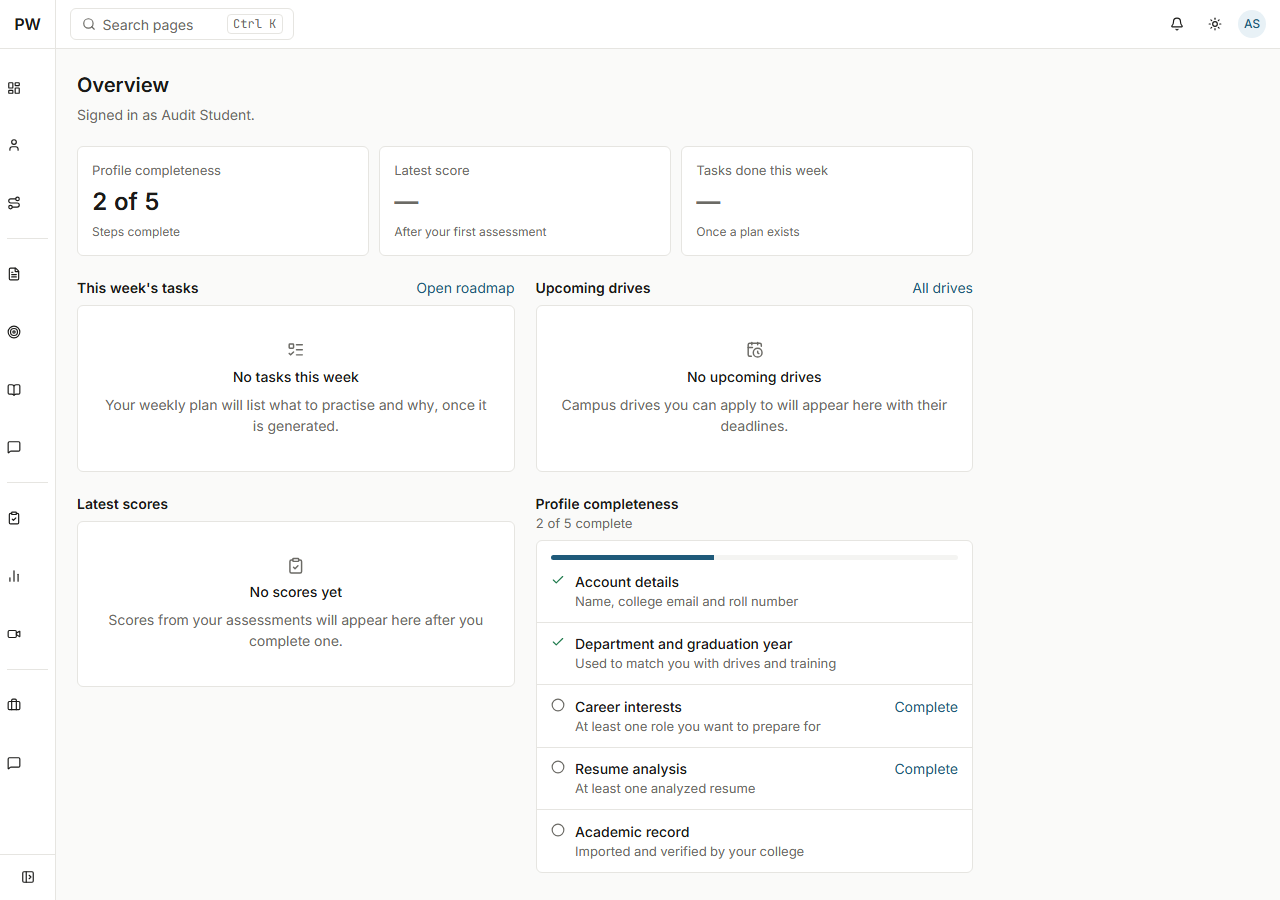 PW
Search pages
Ctrl K
AS
Overview
Signed in as Audit Student.
Profile completeness
2 of 5
Steps complete
Latest score
—
After your first assessment
Tasks done this week
—
Once a plan exists
This week's tasks
Open roadmap
No tasks this week
Your weekly plan will list what to practise and why, once it
is generated.
Upcoming drives
All drives
No upcoming drives
Campus drives you can apply to will appear here with their
deadlines.
Latest scores
No scores yet
Scores from your assessments will appear here after you
complete one.
Profile completeness
2 of 5 complete
Account details
Name, college email and roll number
Department and graduation year
Used to match you with drives and training
Career interests
Complete
At least one role you want to prepare for
Resume analysis
Complete
At least one analyzed resume
Academic record
Imported and verified by your college